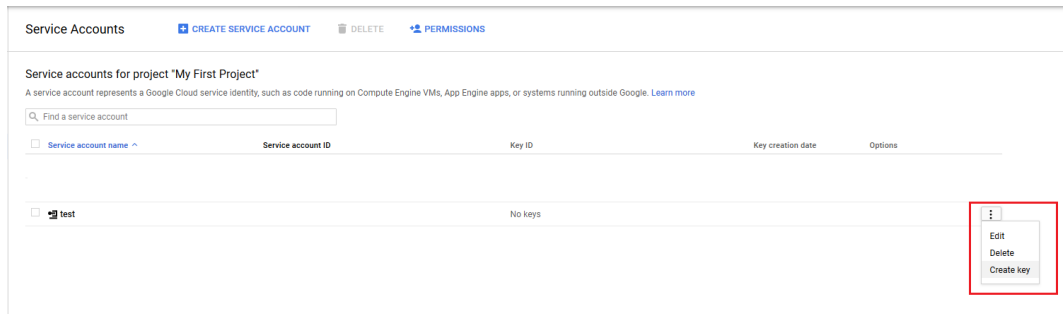 Service Accounts CREATE SERVICE ACCOUNT DELETE PERMISSIONS
Service accounts for project "My First Project"
A service account represents a Google Cloud service identity, such as code running on Compute Engine VMs, App Engine apps, or systems running outside Google. Learn more
Find a service account
Service account name Service account ID Key ID Key creation date Options
test No keys
Edit
Delete
Create key